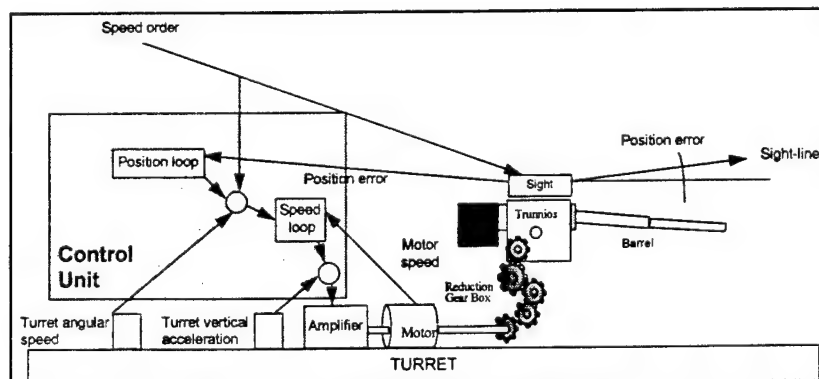 Speed order
Position loop
Position error
Position error
Sight-line
Sight
Speed
loop
Trunnios
Barrel
Control
Unit
Motor
speed
Reduction
Gear Box
Turret angular
speed
Turret vertical
acceleration
Amplifier
Motor
TURRET